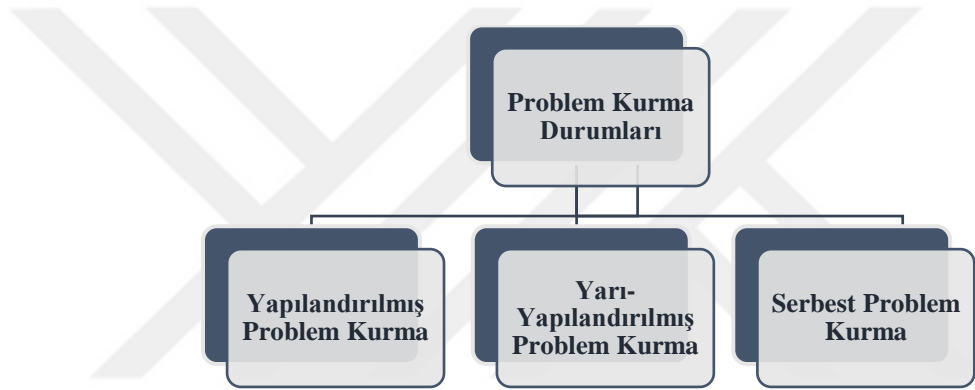 Problem Kurma
Durumları
Yapılandırılmış
Problem Kurma
Yarı-
Yapılandırılmış
Problem Kurma
Serbest Problem
Kurma